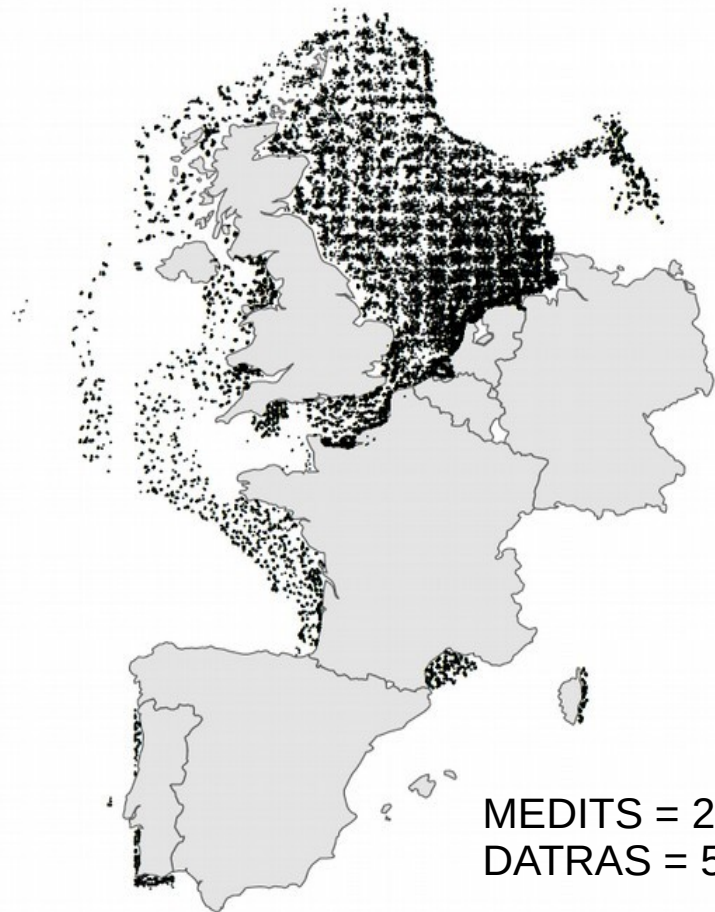 MEDITS = 2
DATRAS = 5